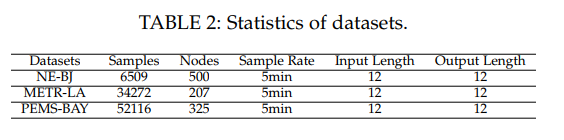 TABLE 2: Statistics of datasets.
Datasets Samples Nodes Sample Rate Input Length Output Length
NE-BJ 6509 500 5min 12 12
METR-LA 34272 207 5min 12 12
PEMS-BAY 52116 325 5min 12 12